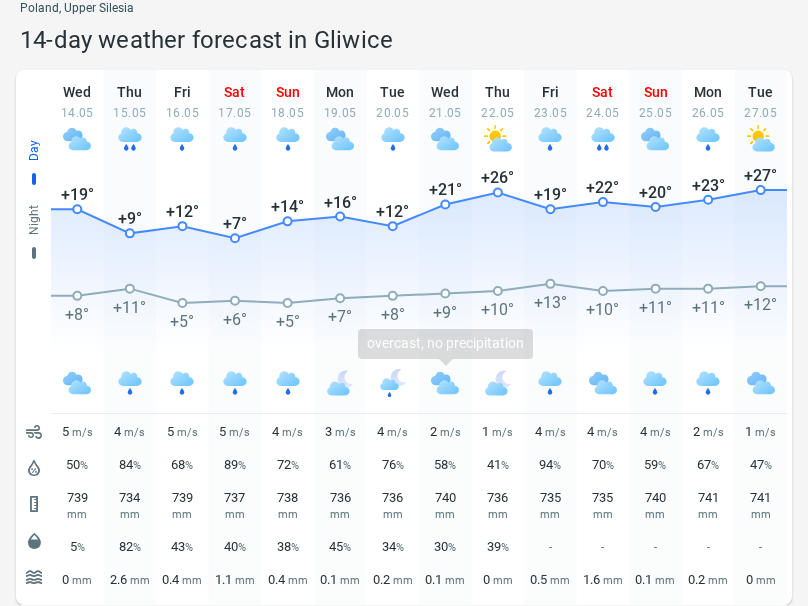 Poland, Upper Silesia
14-day weather forecast in Gliwice
Wed Thu Fri Sat Sun Mon Tue Wed Thu Fri Sat Sun Mon Tue
14.05 15.05 16.05 17.05 18.05 19.05 20.05 21.05 22.05 23.05 24.05 25.05 26.05 27.05
Day
+19° +9° +12° +7° +14° +16° +12° +21° +26° +19° +22° +20° +23° +27°
Night
+8° +11° +5° +6° +5° +7° +8° +9° +10° +13° +10° +11° +11° +12°
overcast, no precipitation
5 m/s 4 m/s 5 m/s 5 m/s 4 m/s 3 m/s 4 m/s 2 m/s 1 m/s 4 m/s 4 m/s 4 m/s 2 m/s 1 m/s
50% 84% 68% 89% 72% 61% 76% 58% 41% 94% 70% 59% 67% 47%
739 734 739 737 738 736 736 740 736 735 735 740 741 741
mm mm mm mm mm mm mm mm mm mm mm mm mm mm
5% 82% 43% 40% 38% 45% 34% 30% 39% - - - - -
0 mm 2.6 mm 0.4 mm 1.1 mm 0.4 mm 0.1 mm 0.2 mm 0.1 mm 0 mm 0.5 mm 1.6 mm 0.1 mm 0.2 mm 0 mm